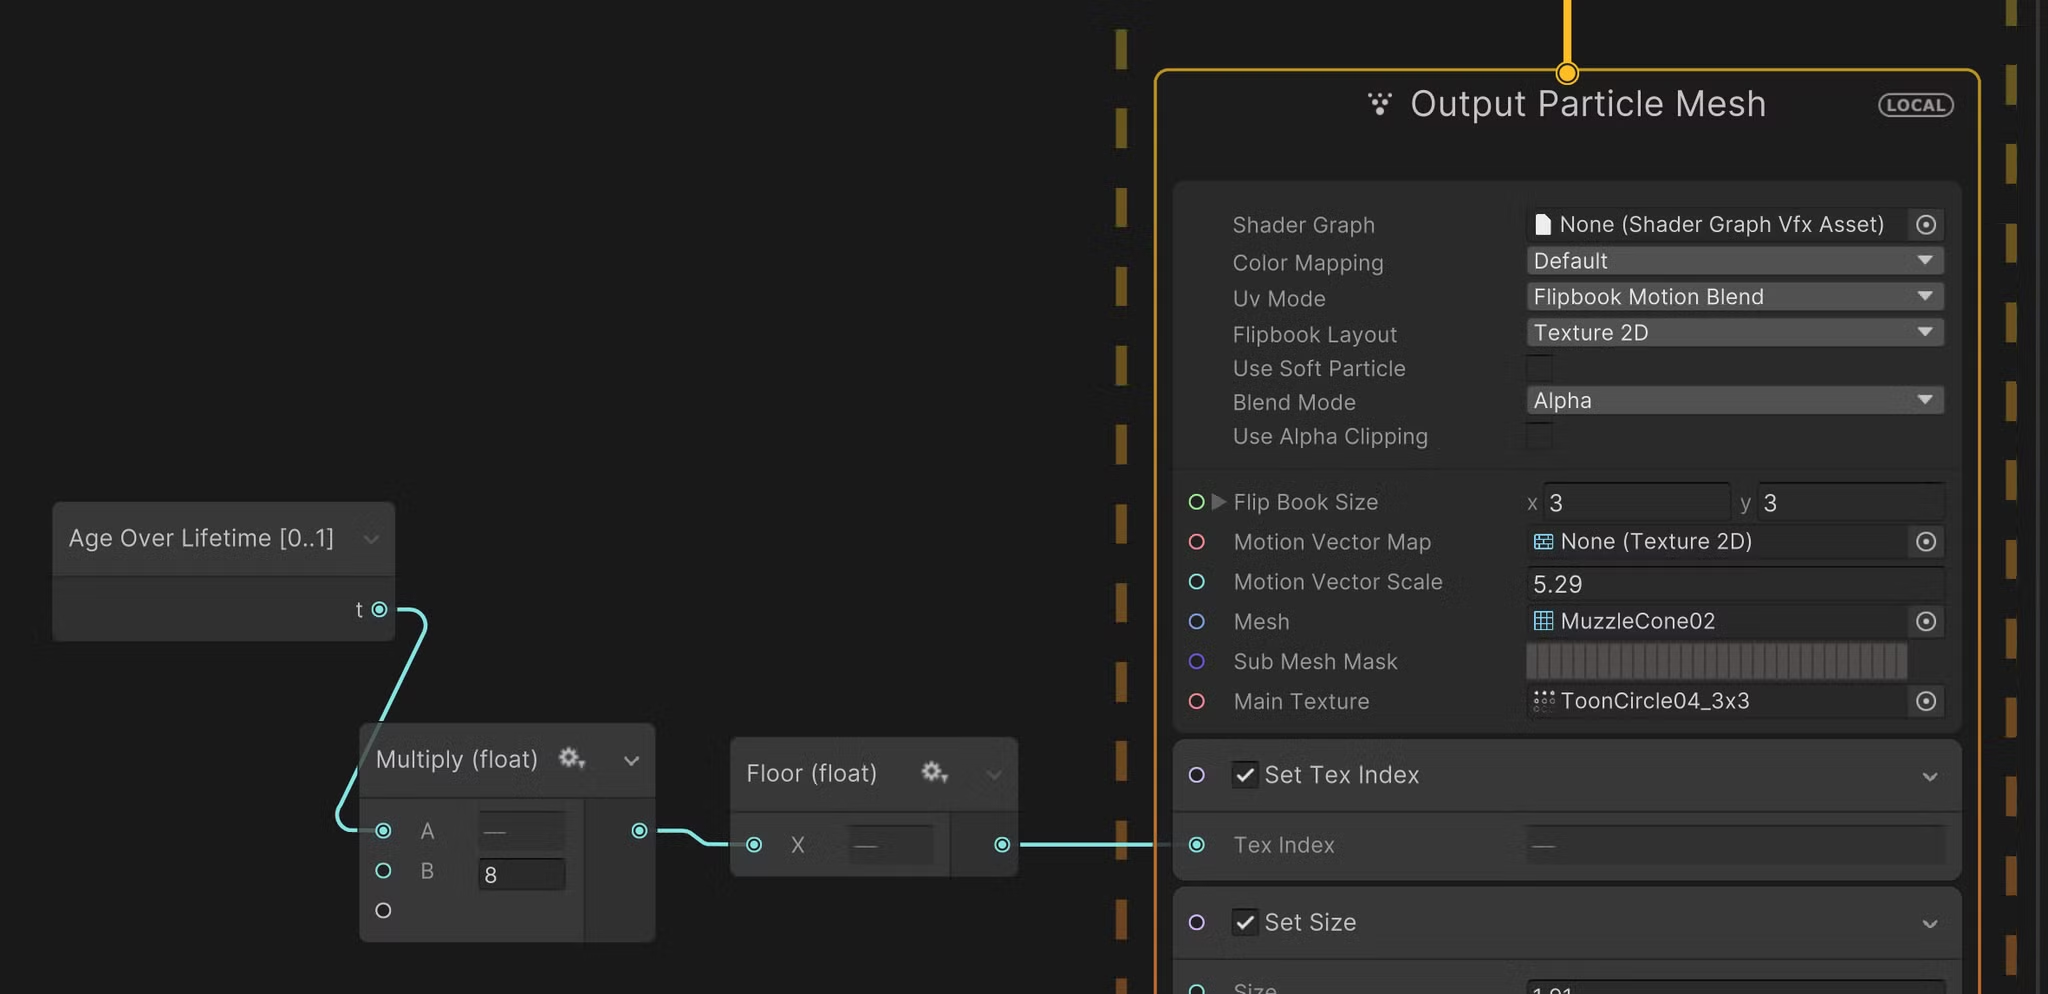 Output Particle Mesh
LOCAL
Shader Graph None (Shader Graph Vfx Asset)
Color Mapping Default
Uv Mode Flipbook Motion Blend
Flipbook Layout Texture 2D
Use Soft Particle
Blend Mode Alpha
Use Alpha Clipping
Flip Book Size x 3 y 3
Motion Vector Map None (Texture 2D)
Motion Vector Scale 5.29
Mesh MuzzleCone02
Sub Mesh Mask
Main Texture ToonCircle04_3x3
Set Tex Index
Tex Index —
Set Size
Size 1.91
Age Over Lifetime [0..1]
t
Multiply (float)
A —
B 8
Floor (float)
X —